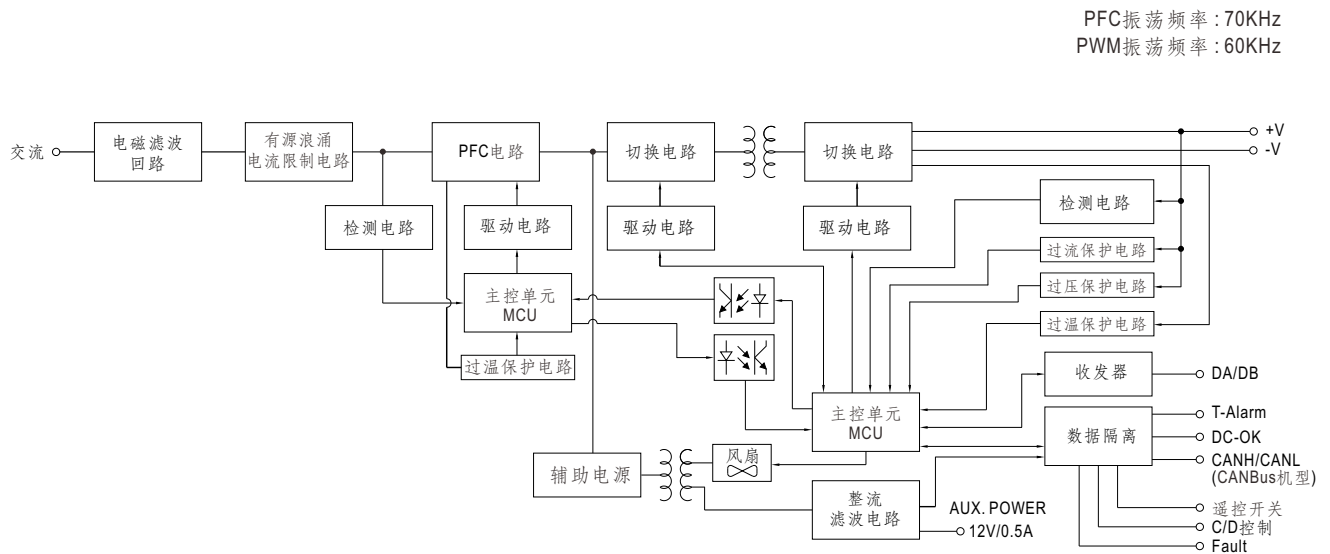 PFC振荡频率:70KHz
PWM振荡频率:60KHz
交流
电磁滤波
回路
有源浪涌
电流限制电路
PFC电路
切换电路
切换电路
+V
-V
检测电路
驱动电路
驱动电路
驱动电路
检测电路
过流保护电路
过压保护电路
过温保护电路
主控单元
MCU
过温保护电路
收发器
DA/DB
主控单元
MCU
数据隔离
T-Alarm
DC-OK
CANH/CANL
(CANBus机型)
辅助电源
风扇
整流
滤波电路
AUX. POWER
12V/0.5A
遥控开关
C/D控制
Fault